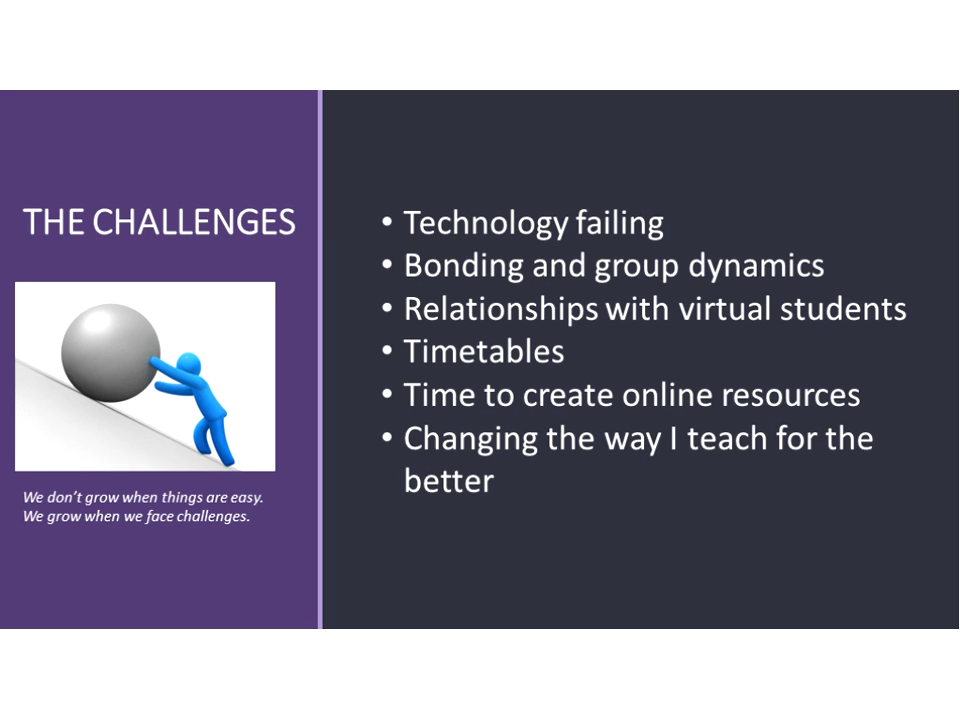 THE CHALLENGES
We don’t grow when things are easy.
We grow when we face challenges.
• Technology failing
• Bonding and group dynamics
• Relationships with virtual students
• Timetables
• Time to create online resources
• Changing the way I teach for the
better